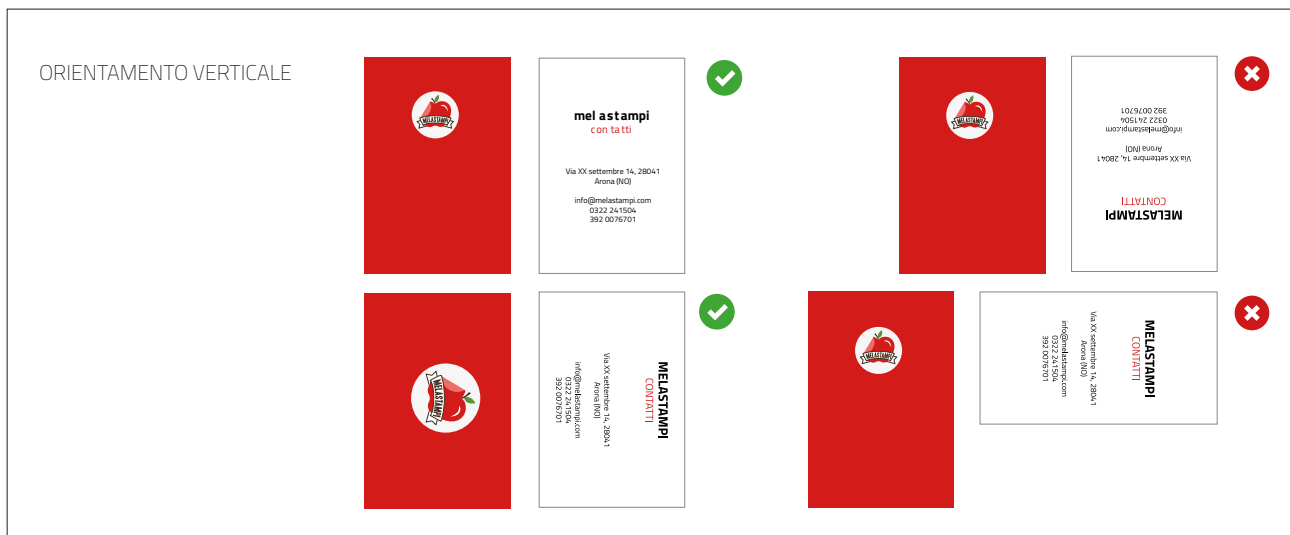 ORIENTAMENTO VERTICALE
MELASTAMPI
mel astampi
con tatti
Via XX settembre 14, 28041
Arona (NO)
info@melastampi.com
0322 241504
392 0076701
MELASTAMPI
MELASTAMPI
CONTATTI
Via XX settembre 14, 28041
Arona (NO)
info@melastampi.com
0322 241504
392 0076701
MELASTAMPI
MELASTAMPI
CONTATTI
Via XX settembre 14, 28041
Arona (NO)
info@melastampi.com
0322 241504
392 0076701
MELASTAMPI
MELASTAMPI
CONTATTI
Via XX settembre 14, 28041
Arona (NO)
info@melastampi.com
0322 241504
392 0076701